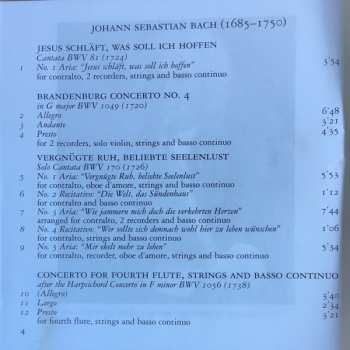 JOHANN SEBASTIAN BACH (1685–1750)
JESUS SCHLÄFT, WAS SOLL ICH HOFFEN
Cantata BWV 81 (1724)
1 No. 1 Aria: "Jesus schläft, was soll ich hoffen" 3'54
for contralto, 2 recorders, strings and basso continuo
BRANDENBURG CONCERTO NO. 4
in G major BWV 1049 (1720)
2 Allegro 6'48
3 Andante 3'21
4 Presto 4'35
for 2 recorders, solo violin, strings and basso continuo
VERGNÜGTE RUH, BELIEBTE SEELENLUST
Solo Cantata BWV 170 (1726)
5 No. 1 Aria: "Vergnügte Ruh, beliebte Seelenlust" 5'53
for contralto, oboe d'amore, strings and basso continuo
6 No. 2 Recitativo: "Die Welt, das Sündenhaus" 1'12
for contralto and basso continuo
7 No. 3 Aria: "Wie jammern mich doch die verkehrten Herzen" 7'44
arranged for contralto, 2 recorders and basso continuo
8 No. 4 Recitativo: "Wer sollte sich demnach wohl hier zu leben wünschen" 1'06
for contralto, strings and basso continuo
9 No. 5 Aria: "Mir ekelt mehr zu leben" 5'34
for contralto, recorder, oboe d'amore, strings and basso continuo
CONCERTO FOR FOURTH FLUTE, STRINGS AND BASSO CONTINUO
after the Harpsichord Concerto in F minor BWV 1056 (1738)
10 (Allegro) 3'40
11 Largo 2'34
12 Presto 3'21
for fourth flute, strings and basso continuo
4